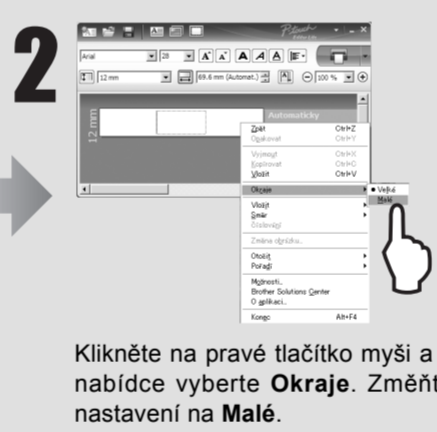 2
P-touch
Arial 28 A A A A A
12 mm 69.6 mm (Automat.) 100 %
12 mm
Automaticky
Zpět Ctrl+Z
Opakovat Ctrl+Y
Vyjmout Ctrl+X
Kopírovat Ctrl+C
Vložit Ctrl+V
Okraje
Velké
Malé
Vložit
Směr
Číslování
Změna obrázku...
Otočit
Pořadí
Možnosti...
Brother Solutions Center
O aplikaci...
Konec Alt+F4
Klikněte na pravé tlačítko myši a
nabídce vyberte Okraje. Změňt
nastavení na Malé.